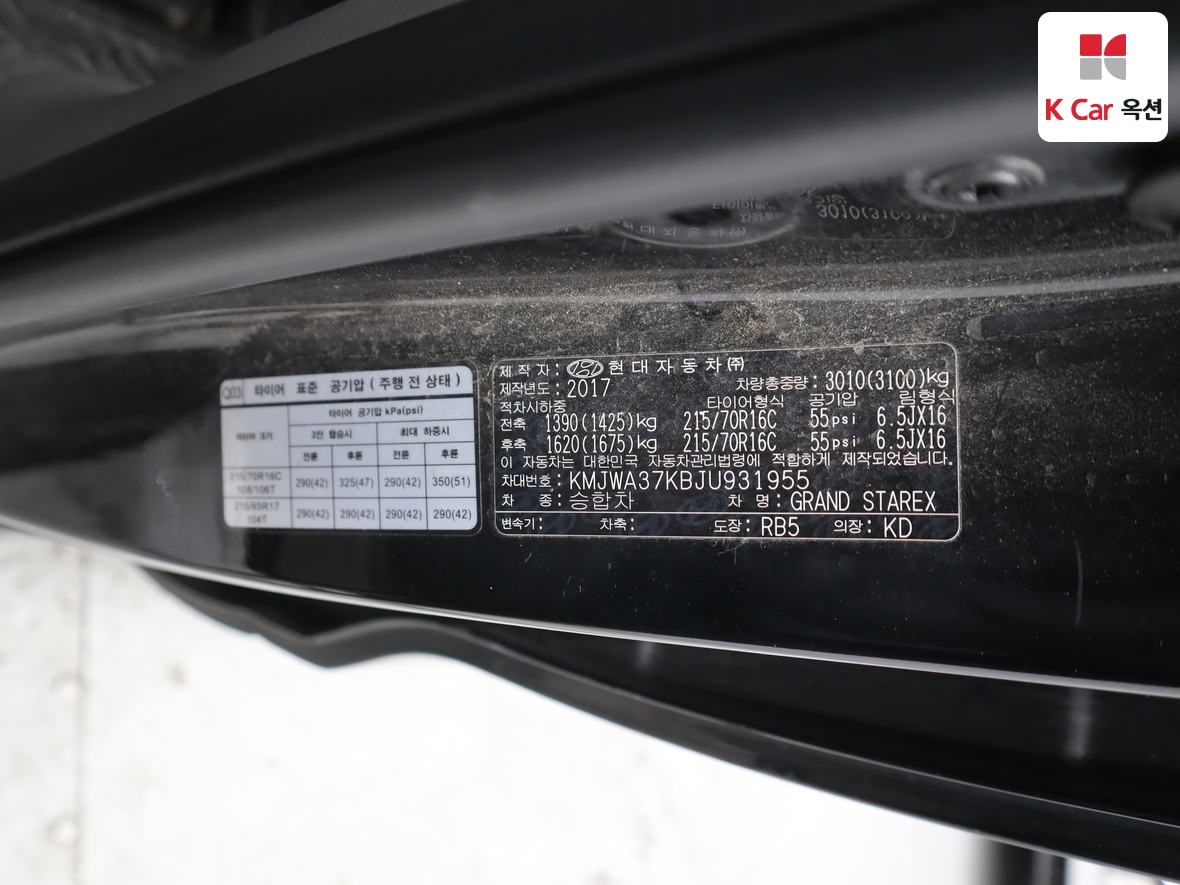 K Car 옥션
Q03 타이어 표준 공기압 ( 주행 전 상태 )
타이어 크기
타이어 공기압 kPa(psi)
3인 탑승시 최대 하중시
전륜 후륜 전륜 후륜
215/70R16C 108/106T 290(42) 325(47) 290(42) 350(51)
215/65R17 104T 290(42) 290(42) 290(42) 290(42)
제 작 자 : 현대자동차㈜
제작년도 : 2017 차량총중량 : 3010(3100)kg
적차시하중 타이어형식 공기압 림형식
전축 1390(1425)kg 215/70R16C 55psi 6.5JX16
후축 1620(1675)kg 215/70R16C 55psi 6.5JX16
이 자동차는 대한민국 자동차관리법령에 적합하게 제작되었습니다.
차대번호 : KMJWA37KBJU931955
차 종 : 승합차 차 명 : GRAND STAREX
변속기 : 차축 : 도장 : RB5 의장 : KD